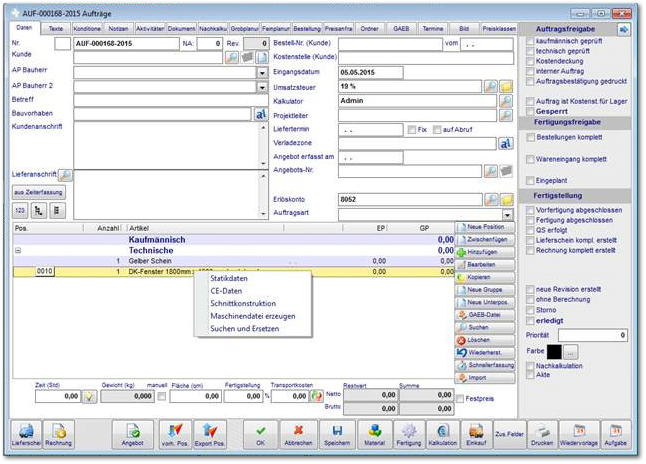 AUF-000168-2015 Aufträge
Daten Texte Konditione Notizen Aktivitäter Dokument Nachkalku Grobplanur Feinplanur Bestellung Preisanfra Ordner GAEB Termine Bild Preisklassen
Nr. AUF-000168-2015 NA: 0 Rev. 0
Kunde
AP Bauherr
AP Bauherr 2
Betreff
Bauvorhaben
Kundenanschrift
Lieferanschrift
aus Zeiterfassung
123
Bestell-Nr. (Kunde) vom . .
Kostenstelle (Kunde)
Eingangsdatum 05.05.2015
Umsatzsteuer 19 %
Kalkulator Admin
Projektleiter
Liefertermin . . Fix auf Abruf
Verladezone
Angebot erfasst am . .
Angebots-Nr.
Erlöskonto 8052
Auftragsart
Auftragsfreigabe
kaufmännisch geprüft
technisch geprüft
Kostendeckung
interner Auftrag
Auftragsbestätigung gedruckt
Auftrag ist Kostenst.für Lager
Gesperrt
Fertigungsfreigabe
Bestellungen komplett
Wareneingang komplett
Eingeplant
Fertigstellung
Vorfertigung abgeschlossen
Fertigung abgeschlossen
QS erfolgt
Lieferschein kompl. erstellt
Rechnung komplett erstellt
neue Revision erstellt
ohne Berechnung
Storno
erledigt
Priorität 0
Farbe ...
Nachkalkulation
Akte
Pos. Anzahl Artikel EP GP
Kaufmännisch 0,00
Technische 0,00
1 Gelber Schein . . 0,00 0,00
0010 1 DK-Fenster 1800mm 0,00 0,00
Statikdaten
CE-Daten
Schnittkonstruktion
Maschinendatei erzeugen
Suchen und Ersetzen
Neue Position
Zwischenfügen
Hinzufügen
Bearbeiten
Kopieren
Neue Gruppe
Neue Unterpos.
GAEB-Datei
Suchen
Löschen
Wiederherst.
Schnellerfassung
Import
Zeit (Std) Gewicht (kg) manuell Fläche (qm) Fertigstellung Transportkosten Restwert Summe
0,00 0,000 0,00 0,00 % 0,00 Netto 0,00 0,00
Brutto 0,00 0,00
Festpreis
Lieferschei Rechnung Angebot vorh. Pos. Export Pos. OK Abbrechen Speichern Material Fertigung Kalkulation Einkauf Zus.Felder Drucken Wiedervorlage Aufgabe